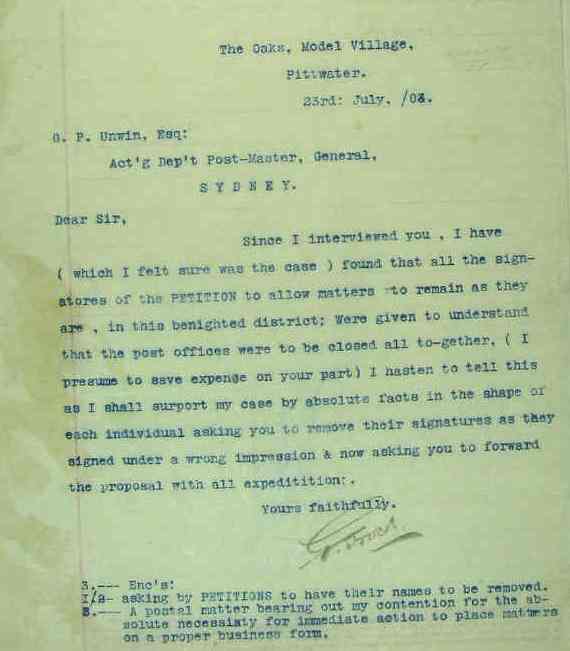 The Oaks, Model Village,
Pittwater.
23rd: July, /03.
G. P. Unwin, Esq:
Act'g Dep't Post-Master, General,
S Y D N E Y.
Dear Sir,
Since I interviewed you , I have
( which I felt sure was the case ) found that all the sign-
atores of the PETITION to allow matters to remain as they
are , in this benighted district; Were given to understand
that the post offices were to be closed all to-gether, ( I
presume to save expense on your part) I hasten to tell this
as I shall surport my case by absolute facts in the shape of
each individual asking you to remove their signatures as they
signed under a wrong impression & now asking you to forward
the proposal with all expeditition:.
Yours faithfully.
3.--- Enc's:
1/2- asking by PETITIONS to have their names to be removed.
3.--- A postal matter bearing out my contention for the ab-
solute necessiaty for immediate action to place matters
on a proper business form.